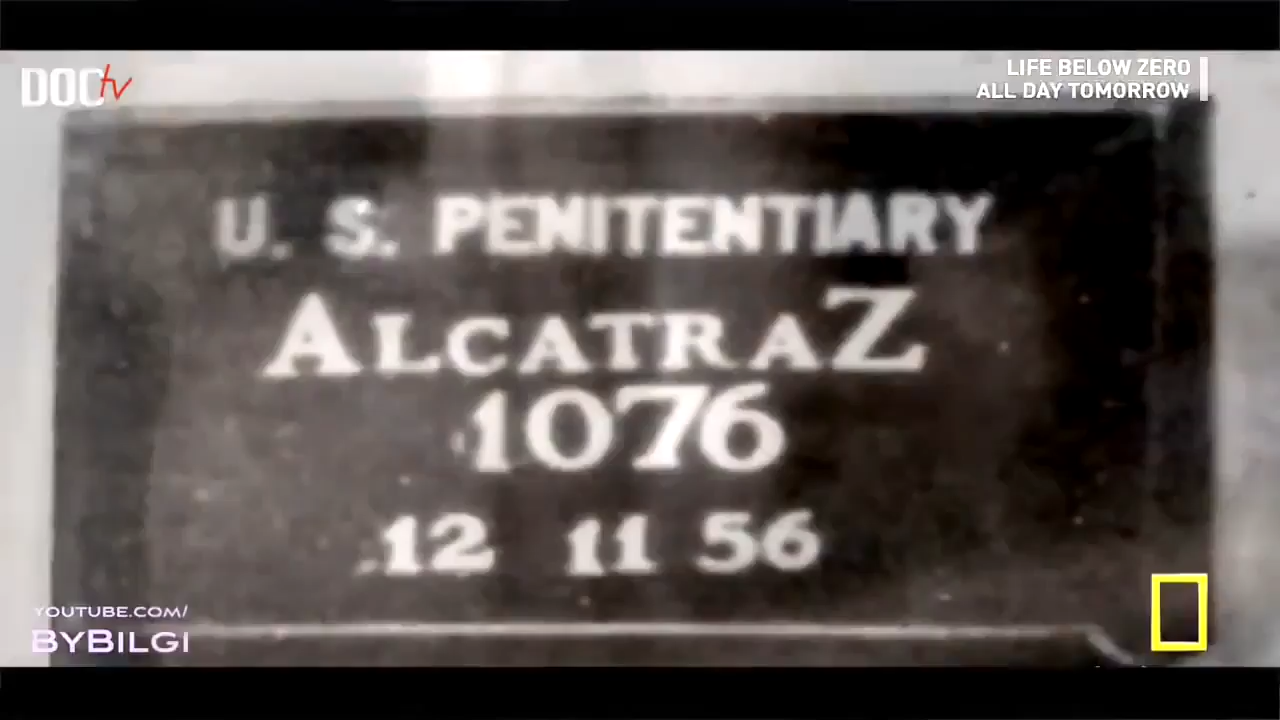 DOCtv
LIFE BELOW ZERO
ALL DAY TOMORROW
U. S. PENITENTIARY
ALCATRAZ
1076
12 11 56
YOUTUBE.COM/
BYBILGI